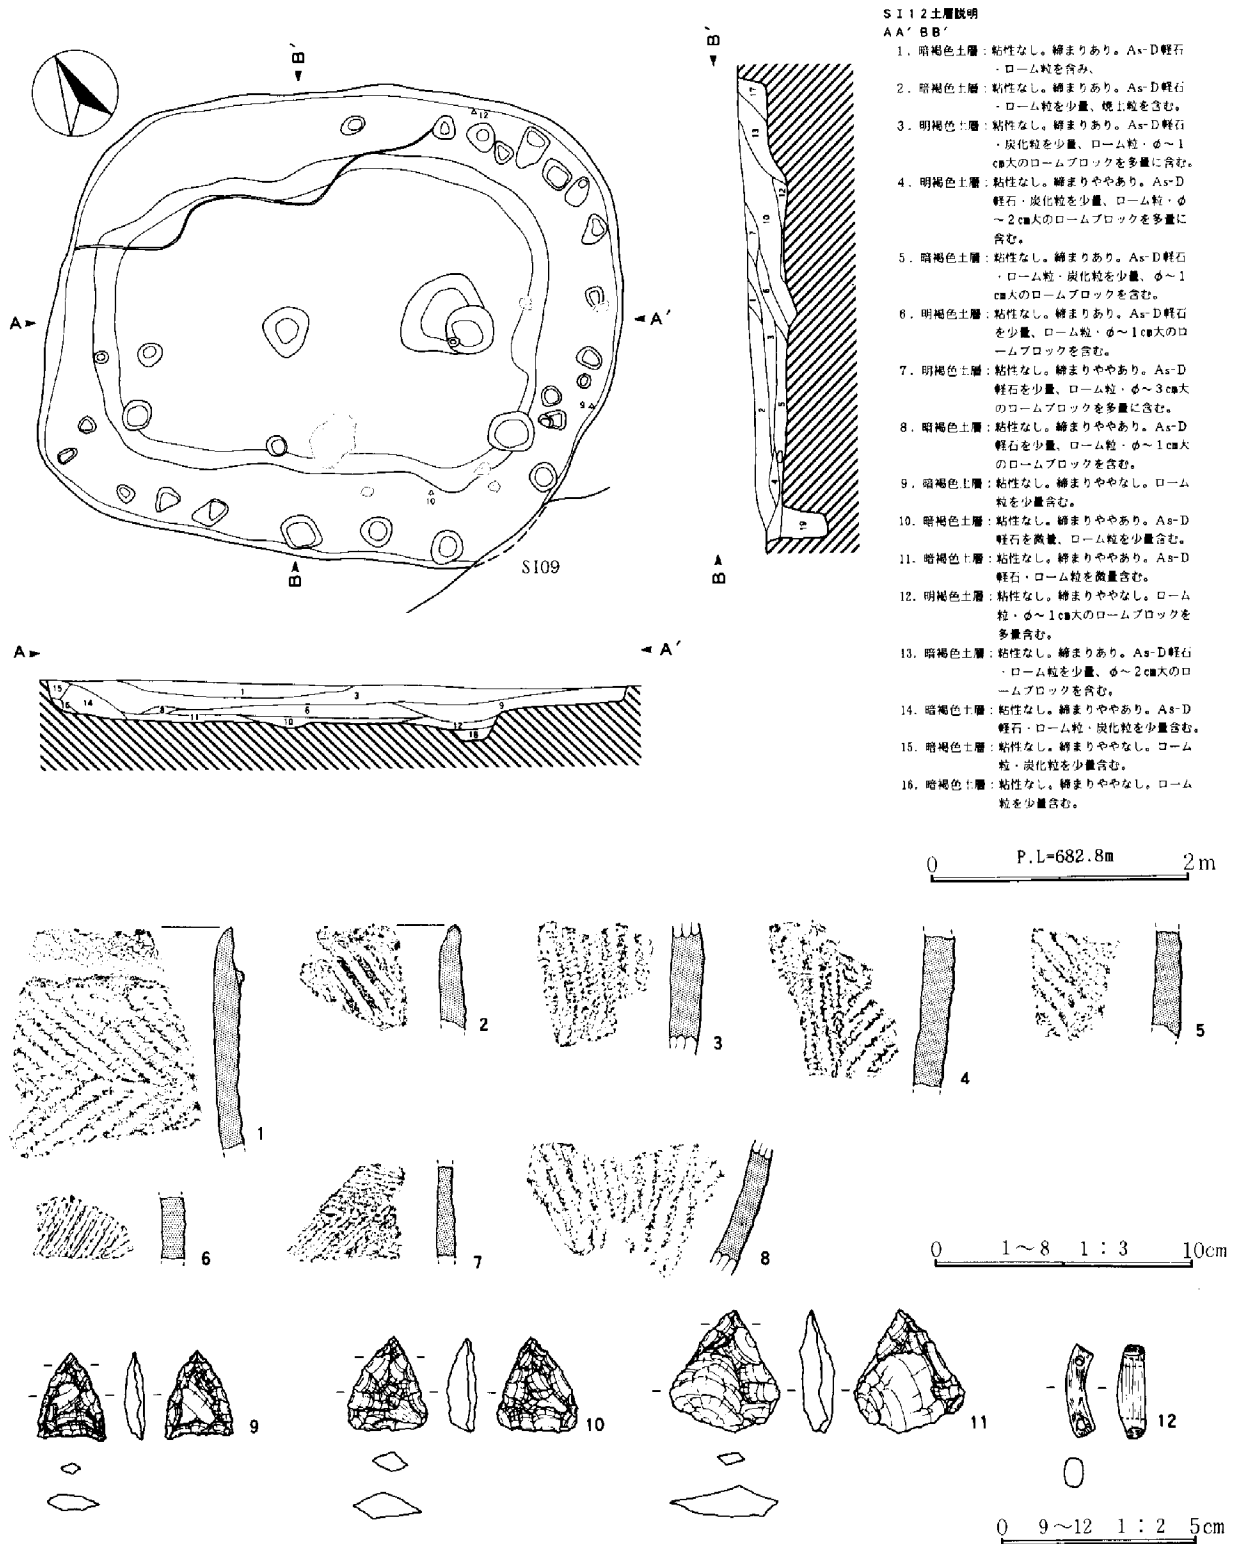 SI12土層説明
AA′ BB′
1. 暗褐色土層:粘性なし。締まりあり。As-D軽石
・ローム粒を含み、
2. 暗褐色土層:粘性なし。締まりあり。As-D軽石
・ローム粒を少量、焼土粒を含む。
3. 明褐色土層:粘性なし。締まりあり。As-D軽石
・炭化粒を少量、ローム粒・φ～1
cm大のロームブロックを多量に含む。
4. 明褐色土層:粘性なし。締まりややあり。As-D
軽石・炭化粒を少量、ローム粒・φ
～2cm大のロームブロックを多量に
含む。
5. 暗褐色土層:粘性なし。締まりあり。As-D軽石
・ローム粒・炭化粒を少量、φ～1
cm大のロームブロックを含む。
6. 明褐色土層:粘性なし。締まりあり。As-D軽石
を少量、ローム粒・φ～1cm大のロ
ームブロックを含む。
7. 明褐色土層:粘性なし。締まりややあり。As-D
軽石を少量、ローム粒・φ～3cm大
のロームブロックを多量に含む。
8. 暗褐色土層:粘性なし。締まりややあり。As-D
軽石を少量、ローム粒・φ～1cm大
のロームブロックを含む。
9. 暗褐色土層:粘性なし。締まりややなし。ローム
粒を少量含む。
10. 暗褐色土層:粘性なし。締まりややあり。As-D
軽石を微量、ローム粒を少量含む。
11. 暗褐色土層:粘性なし。締まりややあり。As-D
軽石・ローム粒を微量含む。
12. 明褐色土層:粘性なし。締まりややなし。ローム
粒・φ～1cm大のロームブロックを
多量含む。
13. 暗褐色土層:粘性なし。締まりあり。As-D軽石
・ローム粒を少量、φ～2cm大のロ
ームブロックを含む。
14. 暗褐色土層:粘性なし。締まりややあり。As-D
軽石・ローム粒・炭化粒を少量含む。
15. 暗褐色土層:粘性なし。締まりややなし。ローム
粒・炭化粒を少量含む。
16. 暗褐色土層:粘性なし。締まりややなし。ローム
粒を少量含む。
B′
B′
12
A
A′
9
10
B
SI09
B
17
13
12
10
2
3
5
4
19
A
A′
15
14
1
3
8
6
9
11
10
12
18
0 P.L=682.8m 2m
1
2
3
4
5
6
7
8
0 1～8 1:3 10cm
9
10
11
12
0 9～12 1:2 5cm